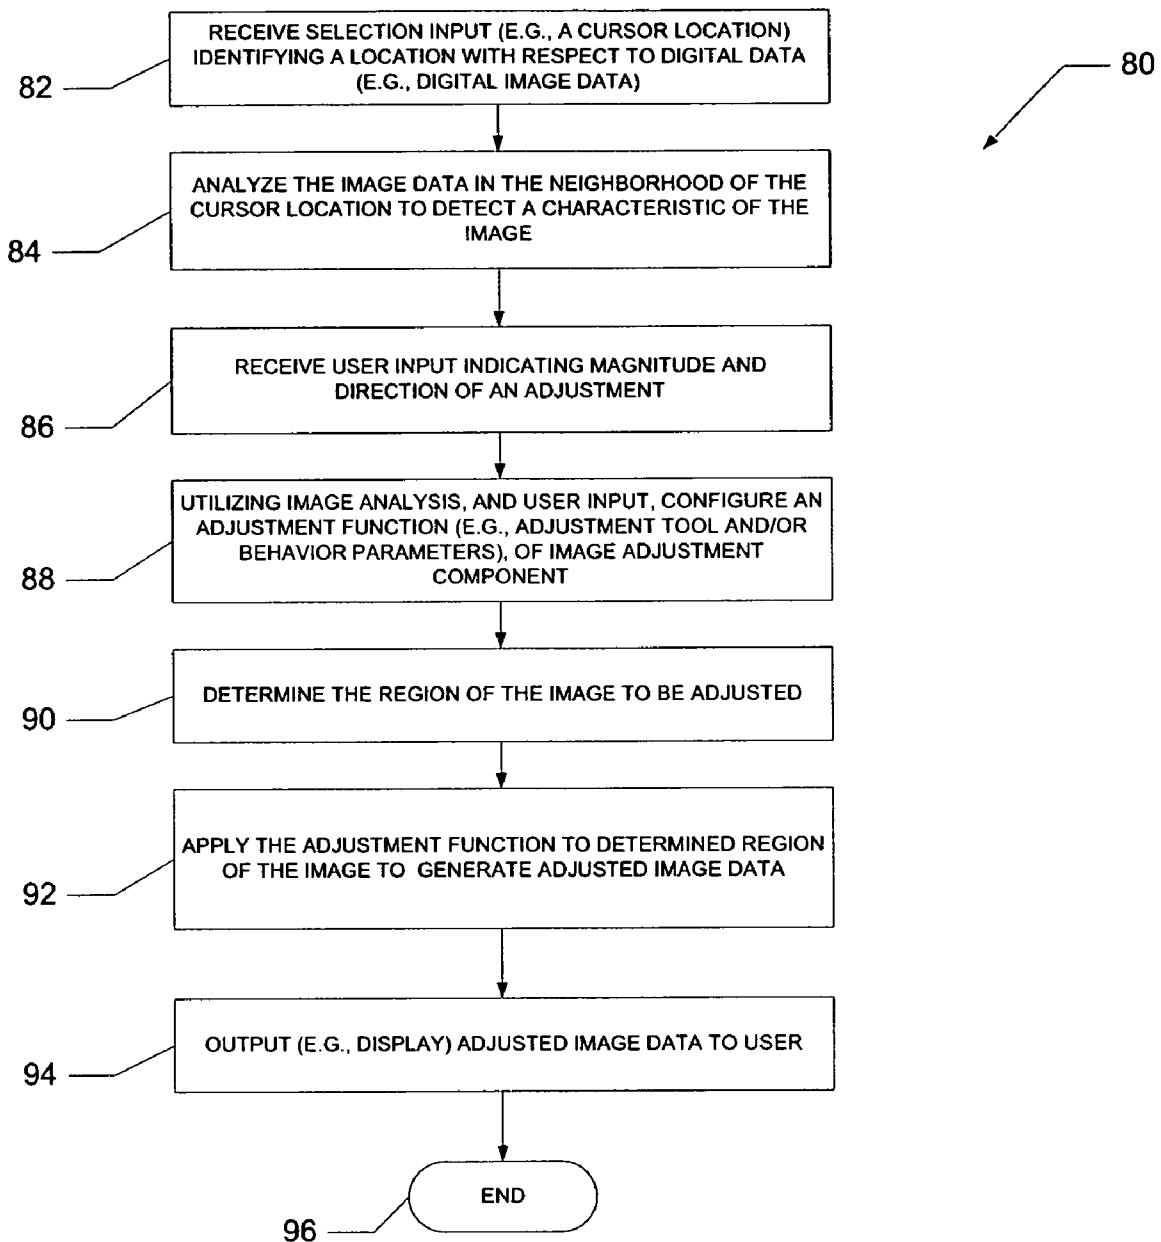 RECEIVE SELECTION INPUT (E.G., A CURSOR LOCATION)
IDENTIFYING A LOCATION WITH RESPECT TO DIGITAL DATA
(E.G., DIGITAL IMAGE DATA)
82
80
ANALYZE THE IMAGE DATA IN THE NEIGHBORHOOD OF THE
CURSOR LOCATION TO DETECT A CHARACTERISTIC OF THE
IMAGE
84
RECEIVE USER INPUT INDICATING MAGNITUDE AND
DIRECTION OF AN ADJUSTMENT
86
UTILIZING IMAGE ANALYSIS, AND USER INPUT, CONFIGURE AN
ADJUSTMENT FUNCTION (E.G., ADJUSTMENT TOOL AND/OR
BEHAVIOR PARAMETERS), OF IMAGE ADJUSTMENT
COMPONENT
88
DETERMINE THE REGION OF THE IMAGE TO BE ADJUSTED
90
APPLY THE ADJUSTMENT FUNCTION TO DETERMINED REGION
OF THE IMAGE TO GENERATE ADJUSTED IMAGE DATA
92
OUTPUT (E.G., DISPLAY) ADJUSTED IMAGE DATA TO USER
94
END
96